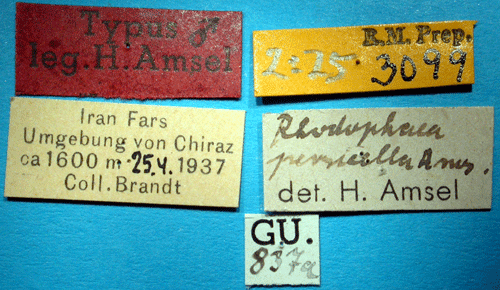 Typus ♂
leg. H. Amsel
R.M. Prep.
2:25. 3099
Iran Fars
Umgebung von Chiraz
ca 1600 m. 25.4.1937
Coll. Brandt
Rhodophaea
persicella Ams.
det. H. Amsel
GU.
837a